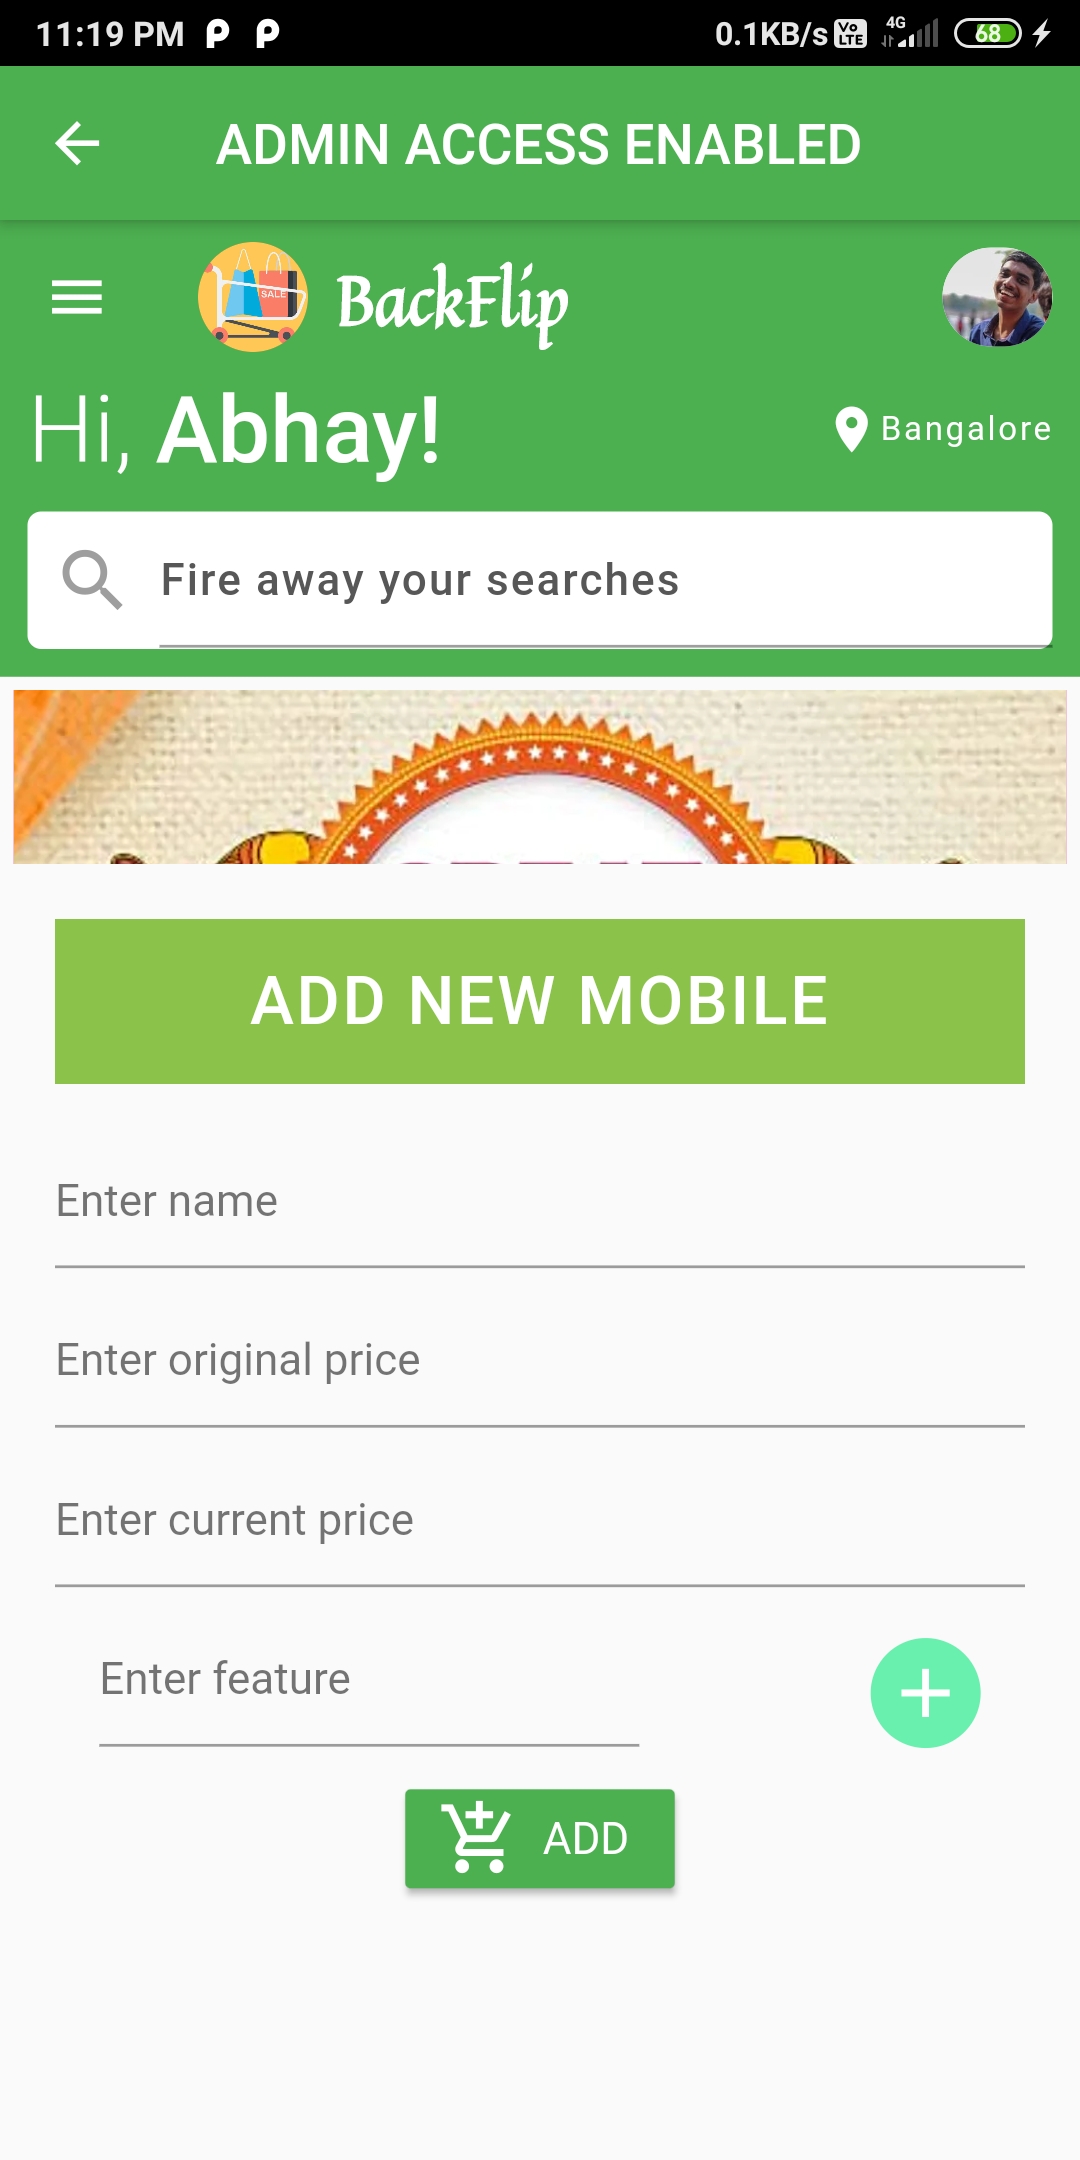 11:19 PM 0.1KB/s Vo LTE 4G 68
ADMIN ACCESS ENABLED
SALE
BackFlip
Hi, Abhay!
Bangalore
Fire away your searches
ADD NEW MOBILE
Enter name
Enter original price
Enter current price
Enter feature
ADD